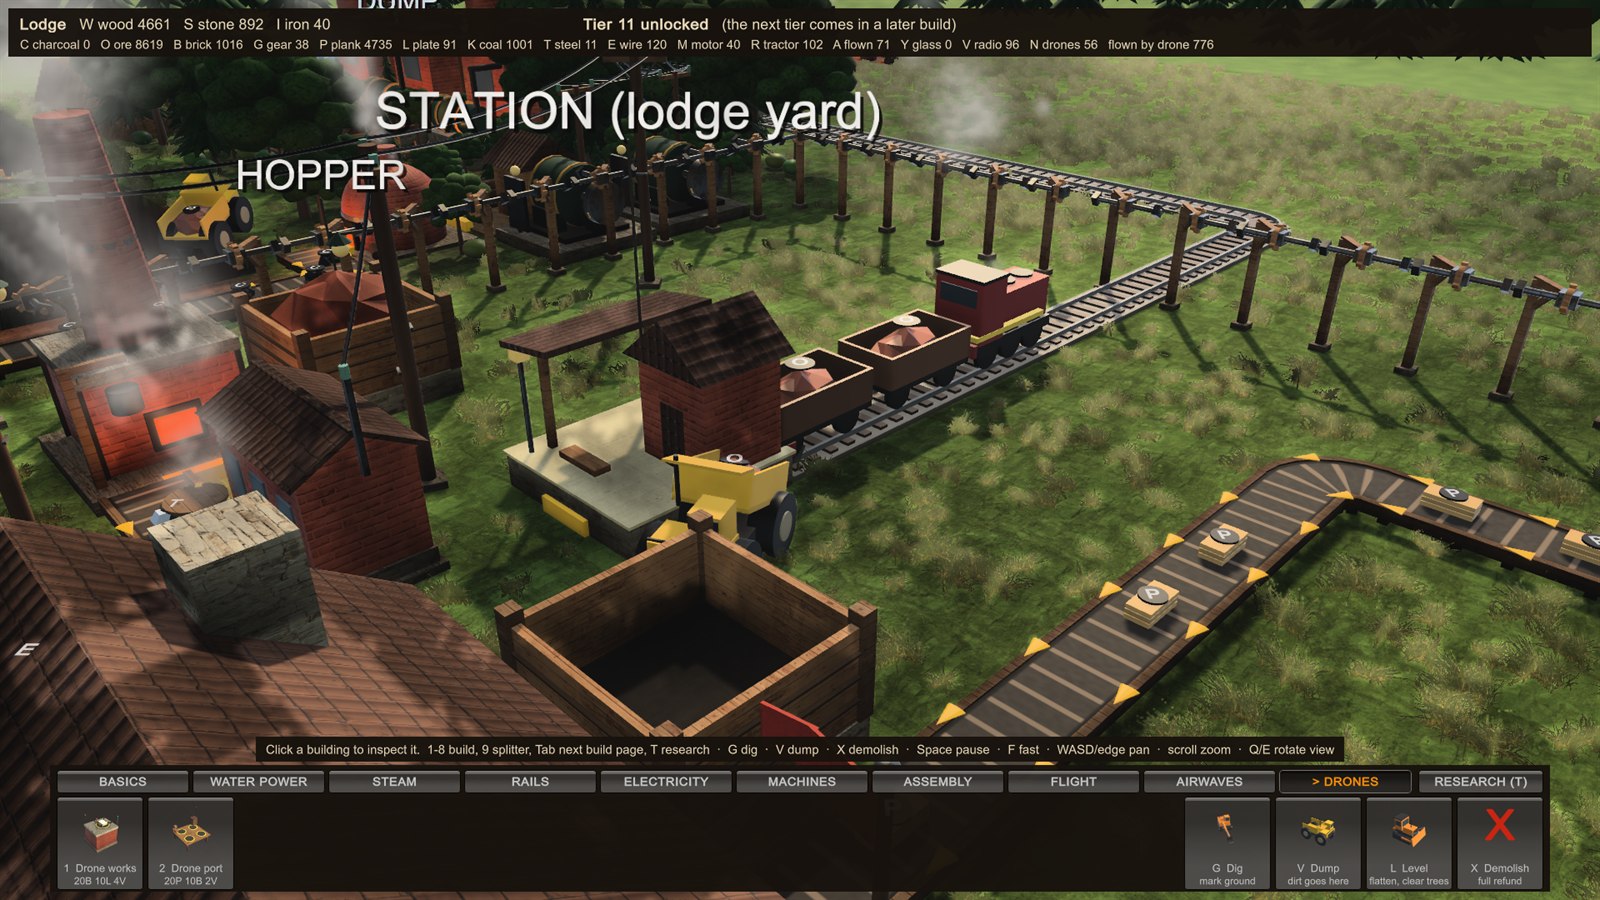 DUMP
Lodge W wood 4661 S stone 892 I iron 40 Tier 11 unlocked (the next tier comes in a later build)
C charcoal 0 O ore 8619 B brick 1016 G gear 38 P plank 4735 L plate 91 K coal 1001 T steel 11 E wire 120 M motor 40 R tractor 102 A flown 71 Y glass 0 V radio 96 N drones 56 flown by drone 776
STATION (lodge yard)
HOPPER
P
P
P
P
O
T
E
Click a building to inspect it. 1-8 build, 9 splitter, Tab next build page, T research · G dig · V dump · X demolish · Space pause · F fast · WASD/edge pan · scroll zoom · Q/E rotate view
BASICS WATER POWER STEAM RAILS ELECTRICITY MACHINES ASSEMBLY FLIGHT AIRWAVES > DRONES RESEARCH (T)
1 Drone works
20B 10L 4V
2 Drone port
20P 10B 2V
G Dig
mark ground
V Dump
dirt goes here
L Level
flatten, clear trees
X Demolish
full refund